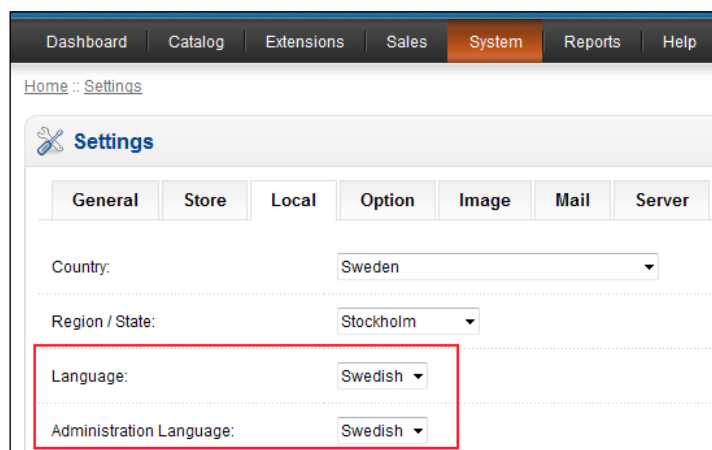 Dashboard Catalog Extensions Sales System Reports Help
Home :: Settings
Settings
General Store Local Option Image Mail Server
Country: Sweden
Region / State: Stockholm
Language: Swedish
Administration Language: Swedish